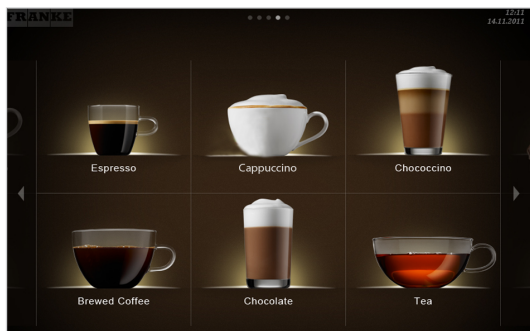 FRANKE
12:11
14.11.2011
Espresso
Cappuccino
Chococcino
Brewed Coffee
Chocolate
Tea